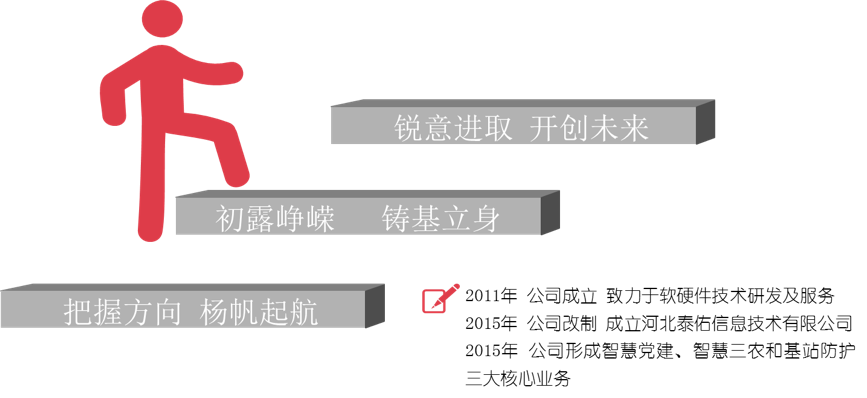 锐意进取 开创未来
初露峥嵘 铸基立身
把握方向 杨帆起航
2011年 公司成立 致力于软硬件技术研发及服务
2015年 公司改制 成立河北泰佑信息技术有限公司
2015年 公司形成智慧党建、智慧三农和基站防护
三大核心业务